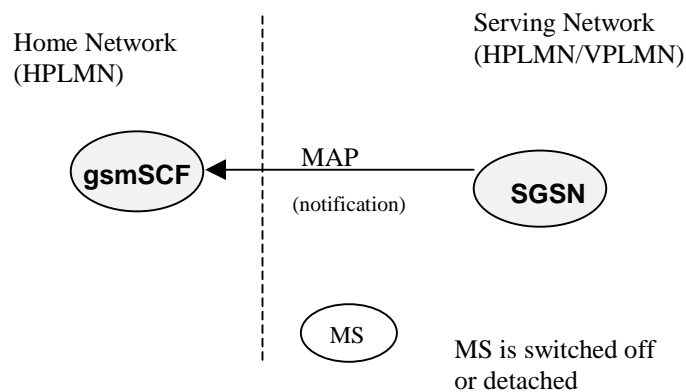 Home Network
(HPLMN)
Serving Network
(HPLMN/VPLMN)
gsmSCF
MAP
(notification)
SGSN
MS
MS is switched off
or detached